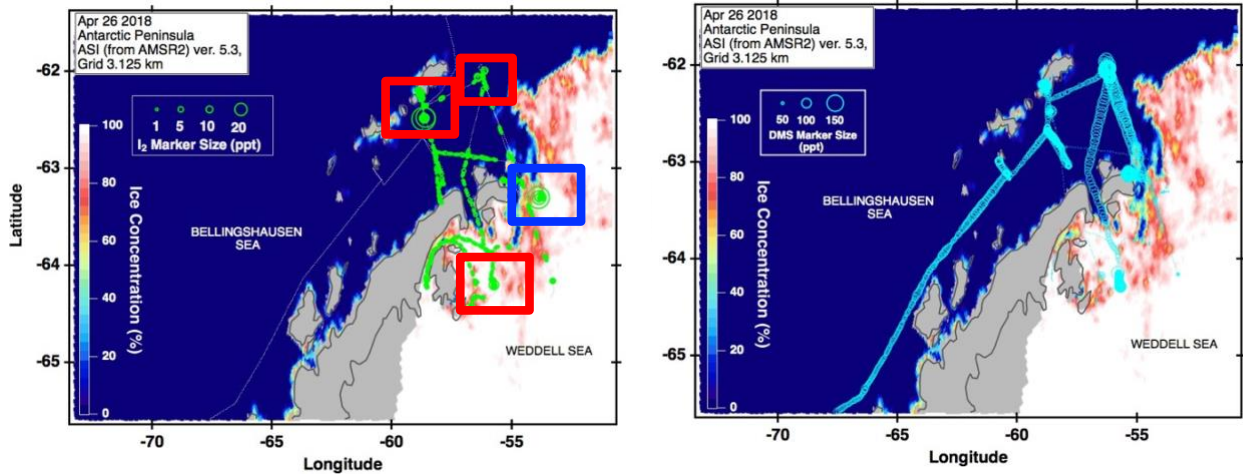 Apr 26 2018
Antarctic Peninsula
ASI (from AMSR2) ver. 5.3,
Grid 3.125 km
-62
-63
-64
-65
Latitude
1 5 10 20
I₂ Marker Size (ppt)
100
80
60
40
20
0
Ice Concentration (%)
BELLINGSHAUSEN
SEA
WEDDELL SEA
-70 -65 -60 -55
Longitude
Apr 26 2018
Antarctic Peninsula
ASI (from AMSR2) ver. 5.3,
Grid 3.125 km
-62
-63
-64
-65
50 100 150
DMS Marker Size
(ppt)
100
80
60
40
20
0
Ice Concentration (%)
BELLINGSHAUSEN
SEA
WEDDELL SEA
-70 -65 -60 -55
Longitude